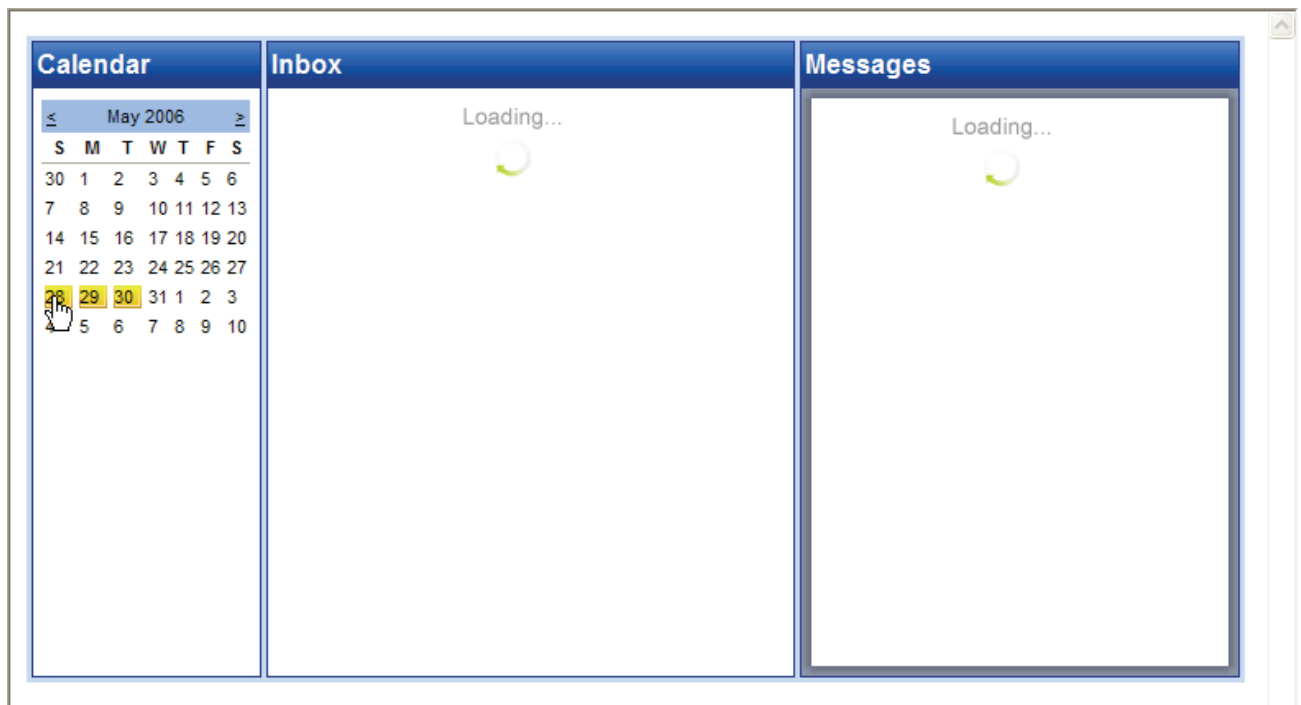 Calendar
< May 2006 >
S M T W T F S
30 1 2 3 4 5 6
7 8 9 10 11 12 13
14 15 16 17 18 19 20
21 22 23 24 25 26 27
28 29 30 31 1 2 3
4 5 6 7 8 9 10
Inbox
Loading...
Messages
Loading...